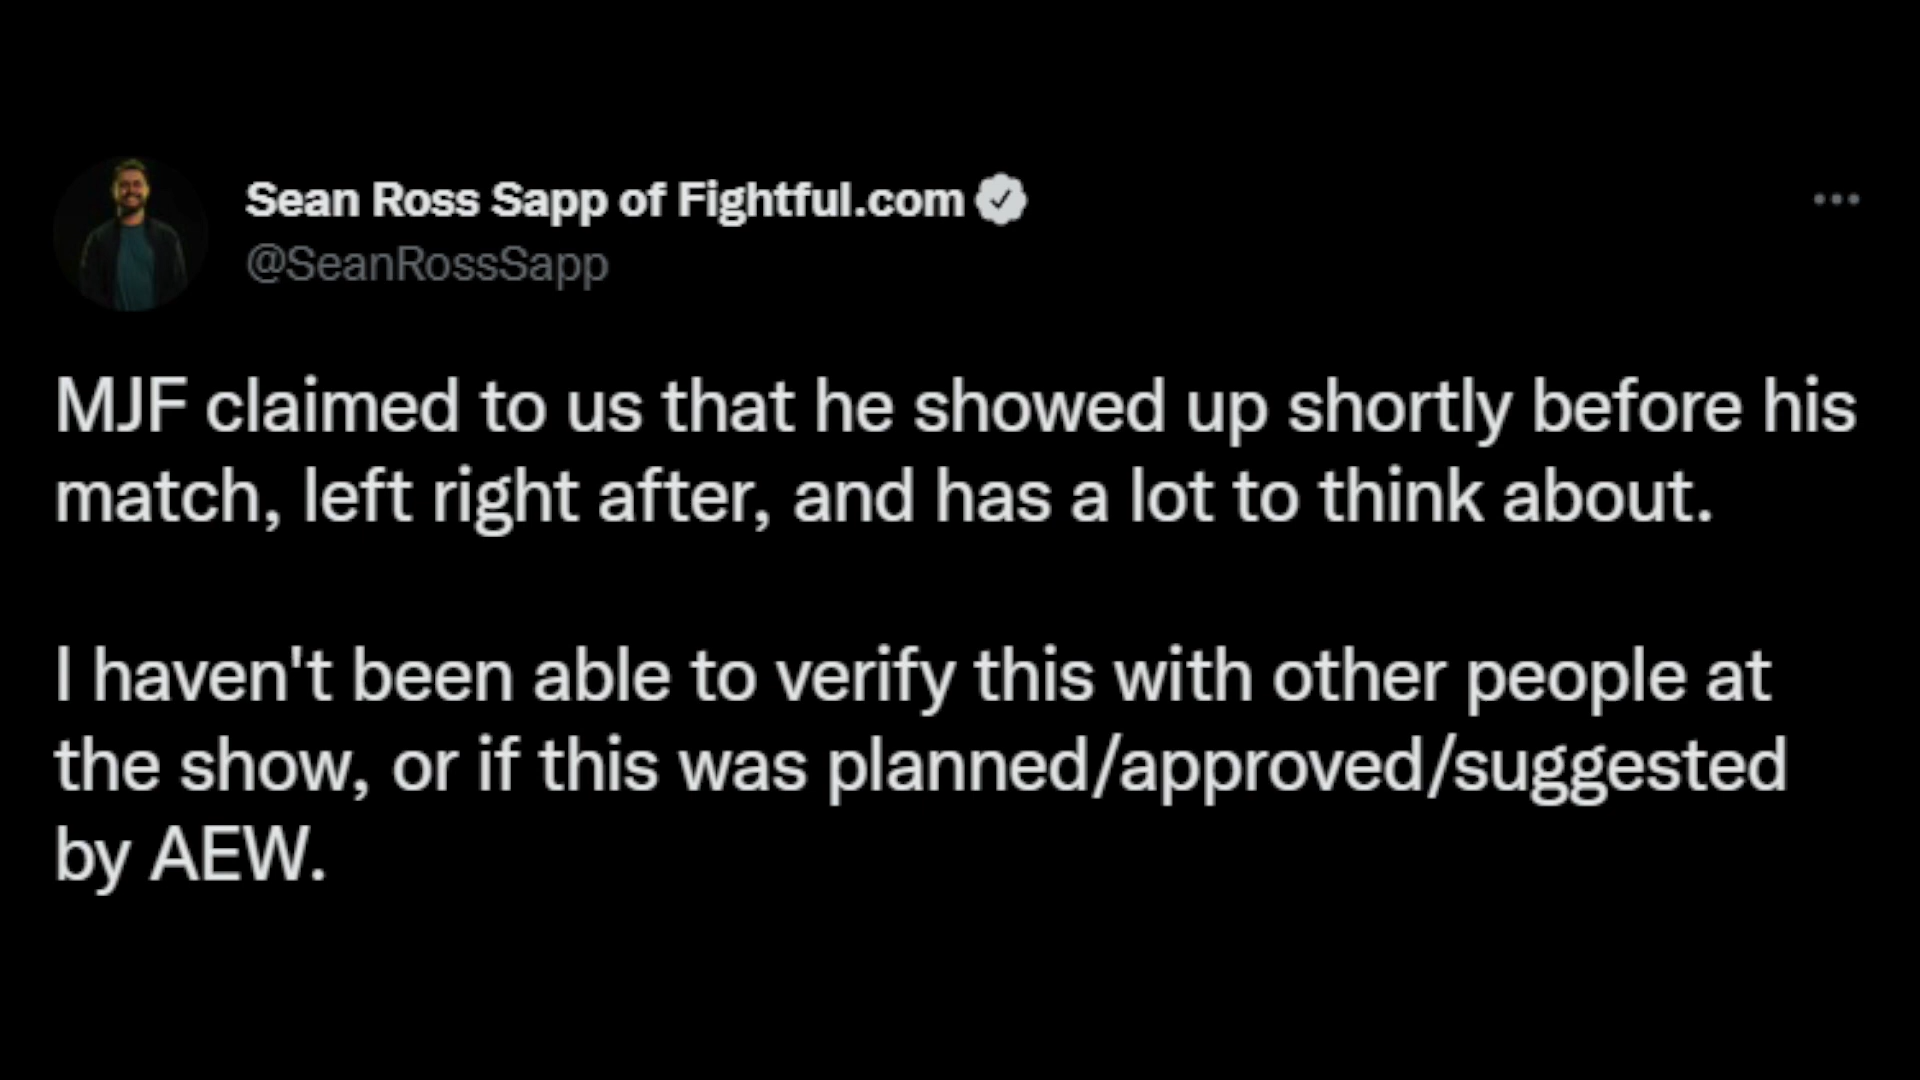 Sean Ross Sapp of Fightful.com
@SeanRossSapp
MJF claimed to us that he showed up shortly before his
match, left right after, and has a lot to think about.
I haven't been able to verify this with other people at
the show, or if this was planned/approved/suggested
by AEW.